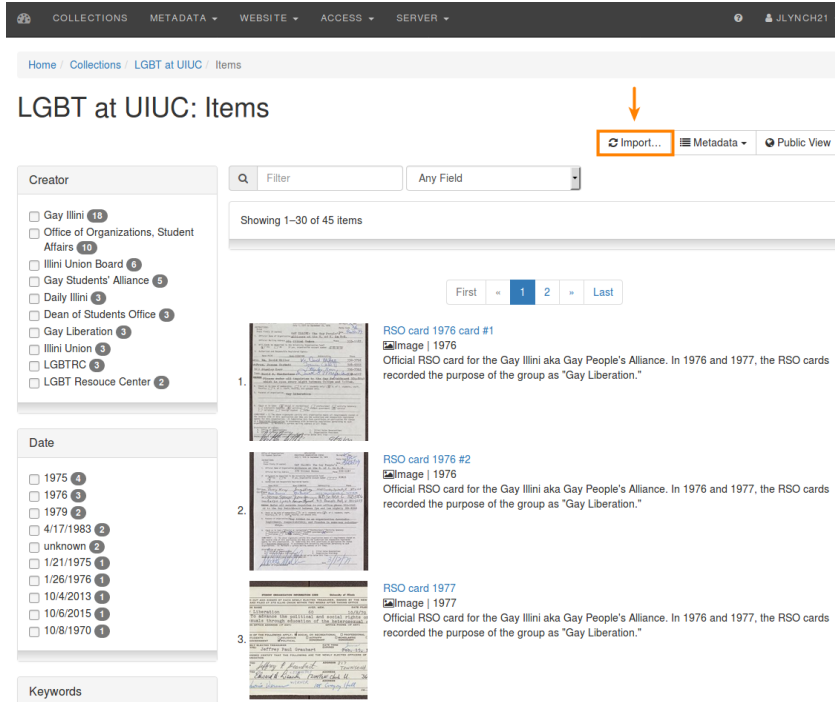 COLLECTIONS METADATA WEBSITE ACCESS SERVER JLYNCH21
Home / Collections / LGBT at UIUC / Items
LGBT at UIUC: Items
Import... Metadata Public View
Creator
Gay Illini 18
Office of Organizations, Student
Affairs 10
Illini Union Board 6
Gay Students' Alliance 5
Daily Illini 3
Dean of Students Office 3
Gay Liberation 3
Illini Union 3
LGBTRC 3
LGBT Resouce Center 2
Date
1975 4
1976 3
1979 2
4/17/1983 2
unknown 2
1/21/1975 1
1/26/1976 1
10/4/2013 1
10/6/2015 1
10/8/1970 1
Keywords
Filter Any Field
Showing 1–30 of 45 items
First « 1 2 » Last
1.
RSO card 1976 card #1
Image | 1976
Official RSO card for the Gay Illini aka Gay People's Alliance. In 1976 and 1977, the RSO cards
recorded the purpose of the group as "Gay Liberation."
2.
RSO card 1976 #2
Image | 1976
Official RSO card for the Gay Illini aka Gay People's Alliance. In 1976 and 1977, the RSO cards
recorded the purpose of the group as "Gay Liberation."
3.
RSO card 1977
Image | 1977
Official RSO card for the Gay Illini aka Gay People's Alliance. In 1976 and 1977, the RSO cards
recorded the purpose of the group as "Gay Liberation."